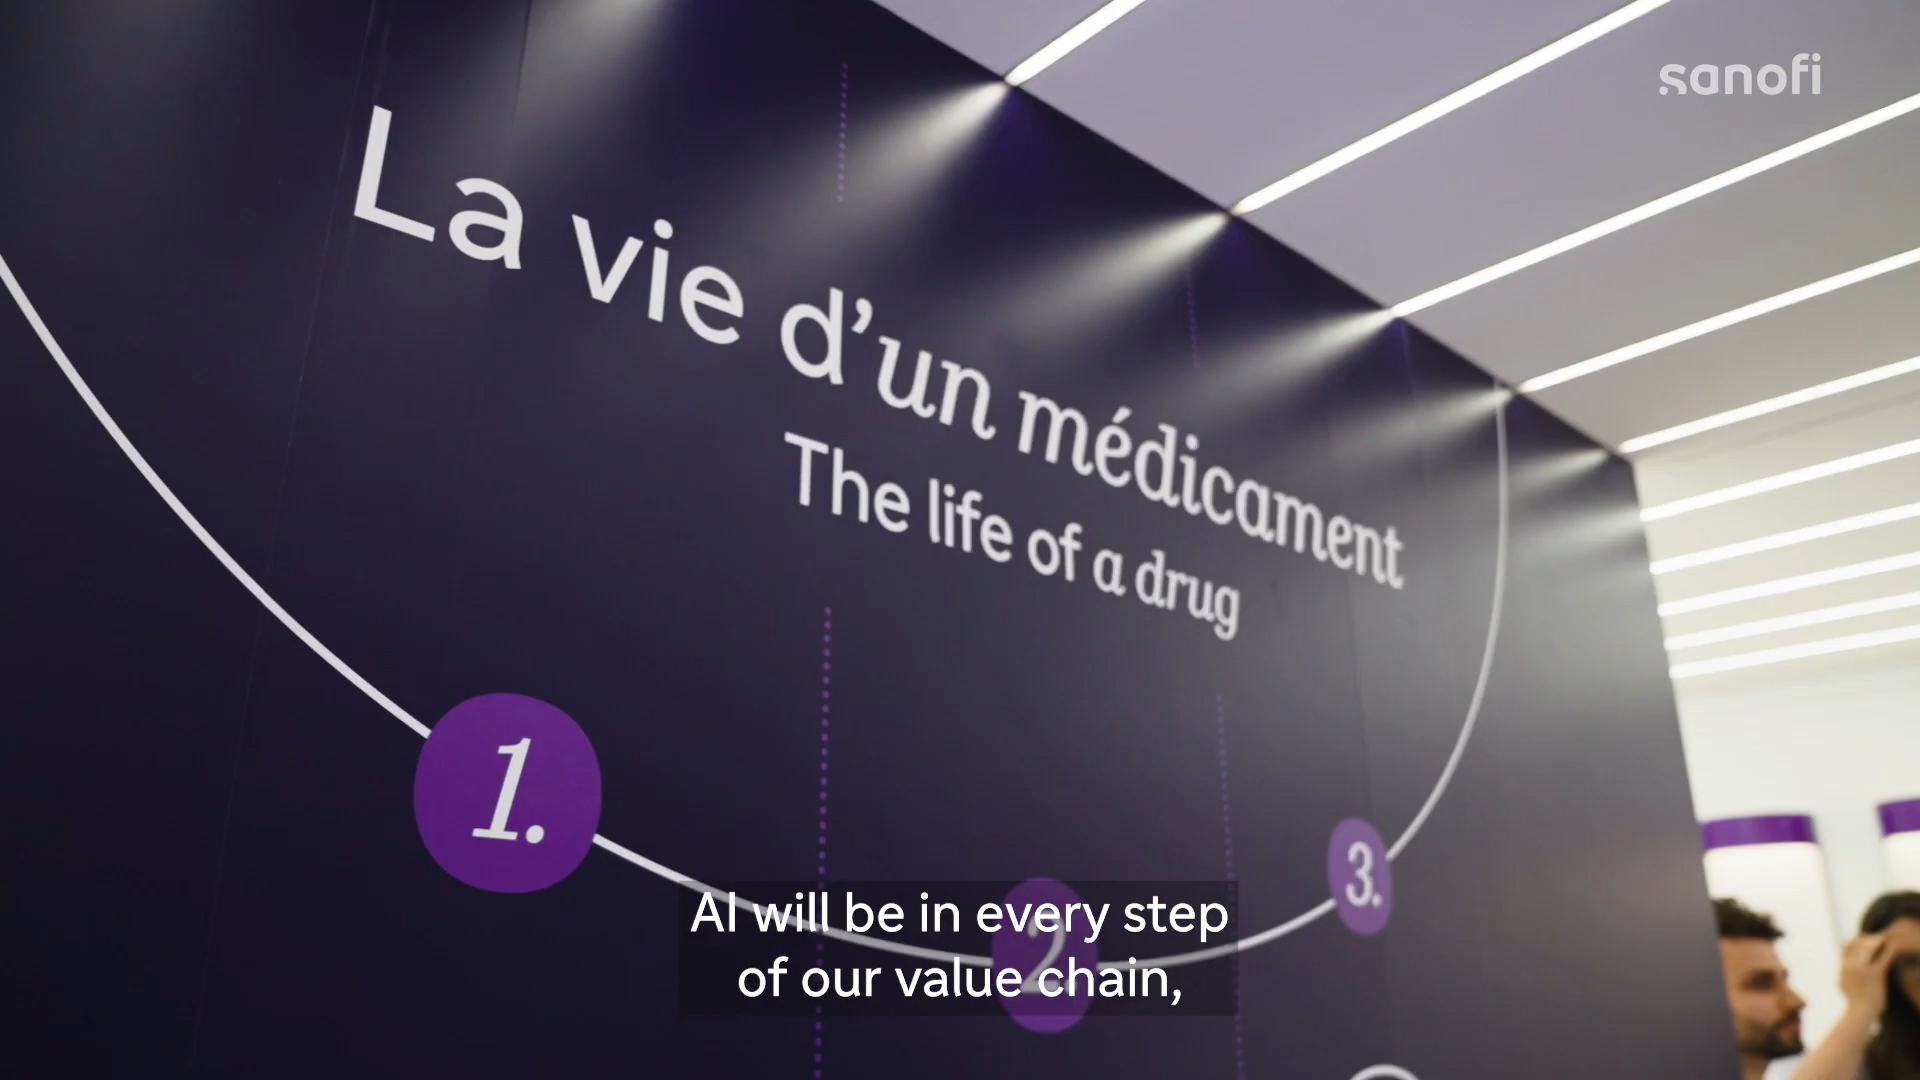 sanofi
La vie d’un médicament
The life of a drug
1.
2.
3.
AI will be in every step
of our value chain,